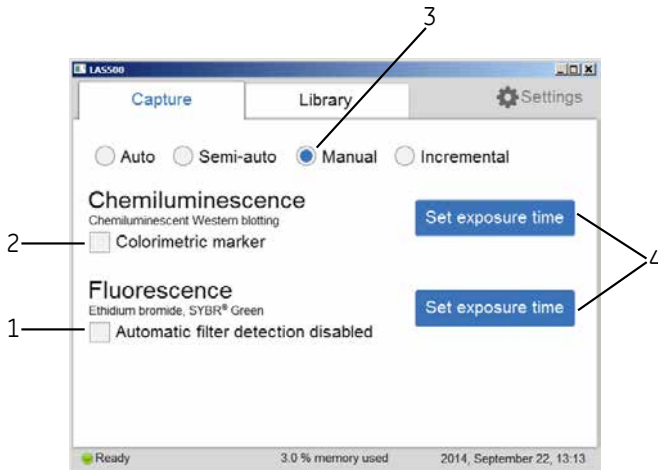 3
LAS500
Capture Library Settings
Auto Semi-auto Manual Incremental
Chemiluminescence
Chemiluminescent Western blotting
Set exposure time
2 Colorimetric marker
4
Fluorescence
Ethidium bromide, SYBR® Green
Set exposure time
1 Automatic filter detection disabled
Ready 3.0 % memory used 2014, September 22, 13:13